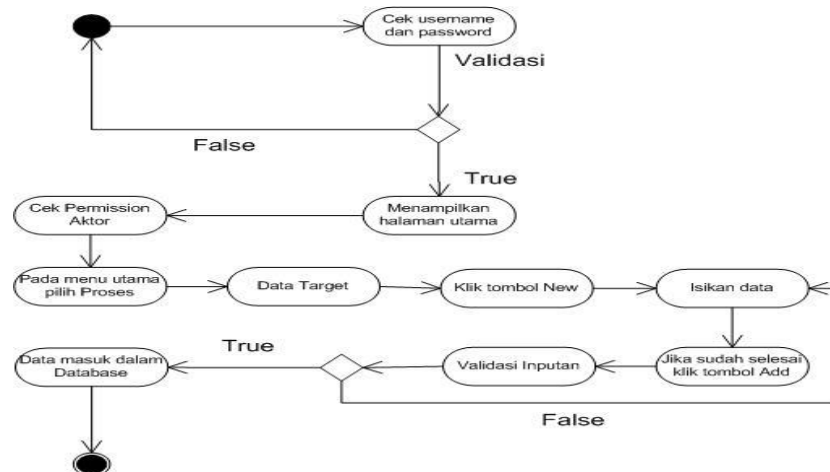 Cek username
dan password
Validasi
False
True
Cek Permission
Aktor
Menampilkan
halaman utama
Pada menu utama
pilih Proses
Data Target
Klik tombol New
Isikan data
True
Data masuk dalam
Database
Validasi Inputan
Jika sudah selesai
klik tombol Add
False